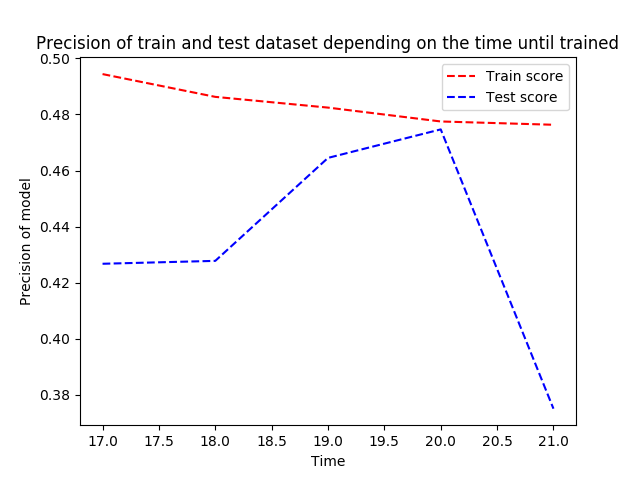 Precision of train and test dataset depending on the time until trained
Train score
Test score
Precision of model
0.50
0.48
0.46
0.44
0.42
0.40
0.38
17.0 17.5 18.0 18.5 19.0 19.5 20.0 20.5 21.0
Time